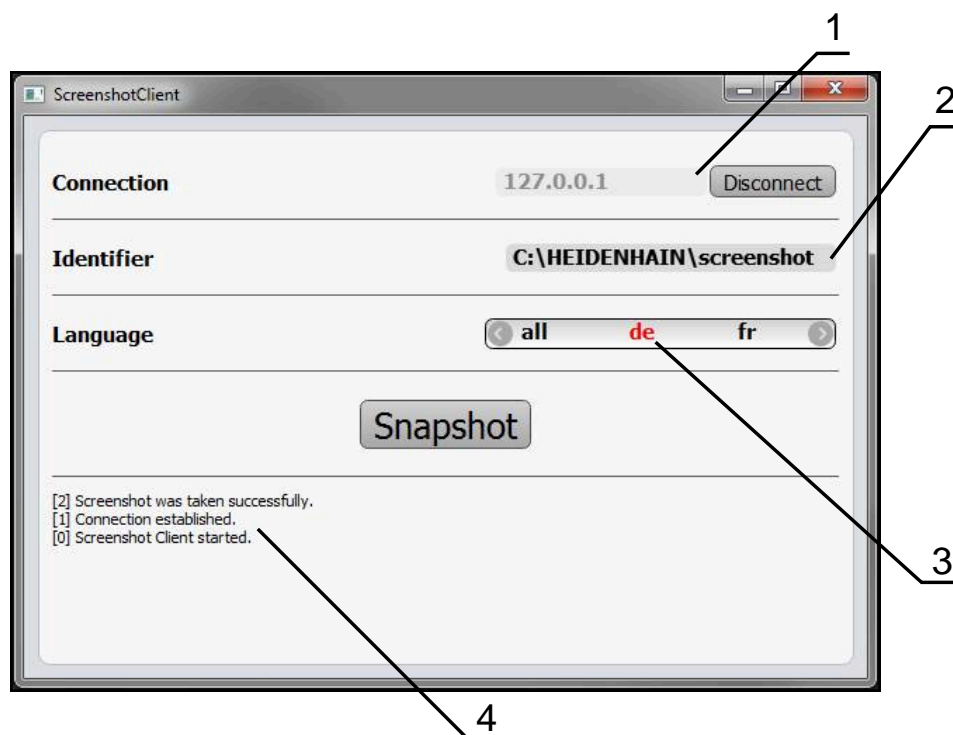 1
ScreenshotClient
2
Connection 127.0.0.1 Disconnect
Identifier C:\HEIDENHAIN\screenshot
Language all de fr
Snapshot
[2] Screenshot was taken successfully.
[1] Connection established.
[0] Screenshot Client started.
3
4